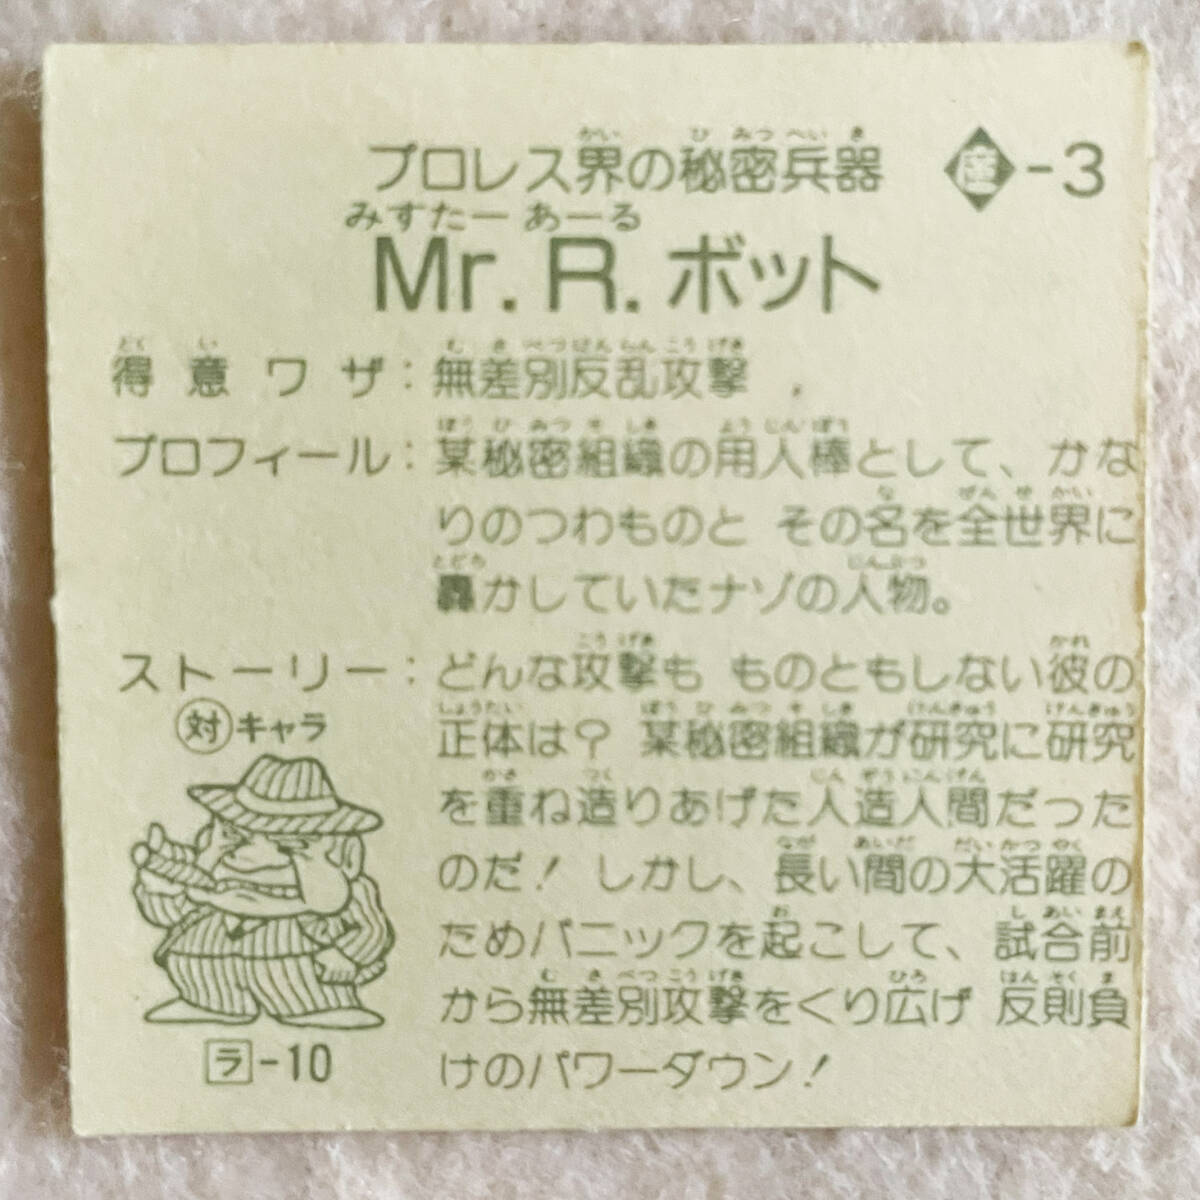 プロレス界の秘密兵器 産-3
Mr. R. ボット
得意ワザ:無差別反乱攻撃
プロフィール:某秘密組織の用人棒として、かな
りのつわものと その名を全世界に
轟かしていたナゾの人物。
ストーリー:どんな攻撃も ものともしない彼の
正体は? 某秘密組織が研究に研究
を重ね造りあげた人造人間だった
のだ! しかし、長い間の大活躍の
ためパニックを起こして、試合前
から無差別攻撃をくり広げ 反則負
けのパワーダウン!
対キャラ
ラ-10